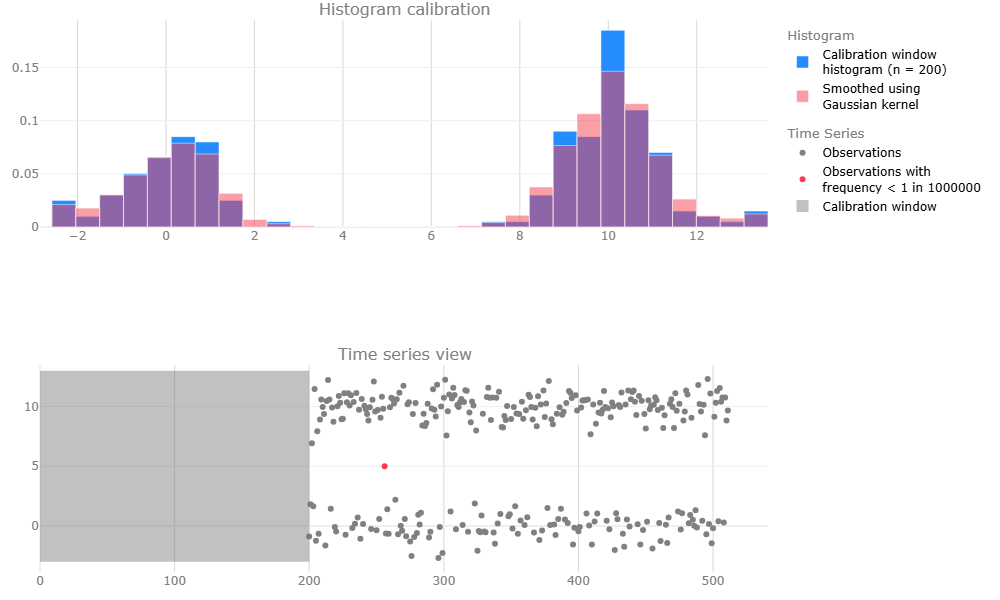 Histogram calibration
0.15
0.1
0.05
0
−2
0
2
4
6
8
10
12
Histogram
Calibration window
histogram (n = 200)
Smoothed using
Gaussian kernel
Time Series
Observations
Observations with
frequency < 1 in 1000000
Calibration window
Time series view
10
5
0
0
100
200
300
400
500